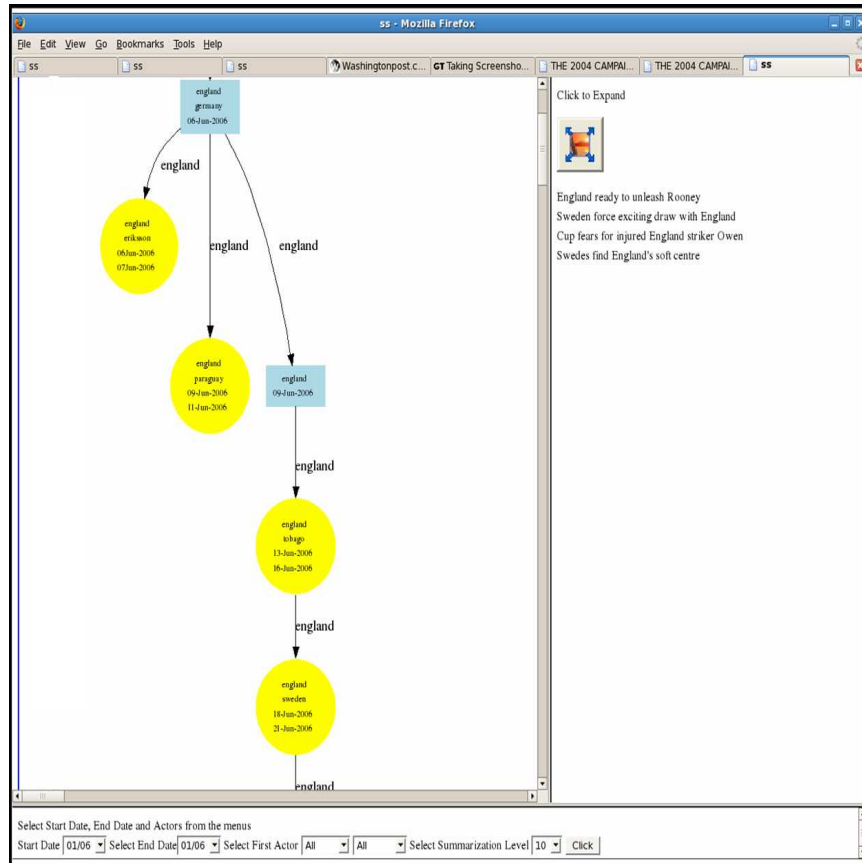 ss - Mozilla Firefox
File Edit View Go Bookmarks Tools Help
ss ss ss Washingtonpost.c... GT Taking Screensho... THE 2004 CAMPAI... THE 2004 CAMPAI... ss
england
germany
06-Jun-2006
england
england
england
england
eriksson
06Jun-2006
07Jun-2006
england
paraguay
09-Jun-2006
11-Jun-2006
england
09-Jun-2006
england
england
tobago
13-Jun-2006
16-Jun-2006
england
england
sweden
18-Jun-2006
21-Jun-2006
england
Click to Expand
England ready to unleash Rooney
Sweden force exciting draw with England
Cup fears for injured England striker Owen
Swedes find England's soft centre
Select Start Date, End Date and Actors from the menus
Start Date 01/06 Select End Date 01/06 Select First Actor All All Select Summarization Level 10 Click